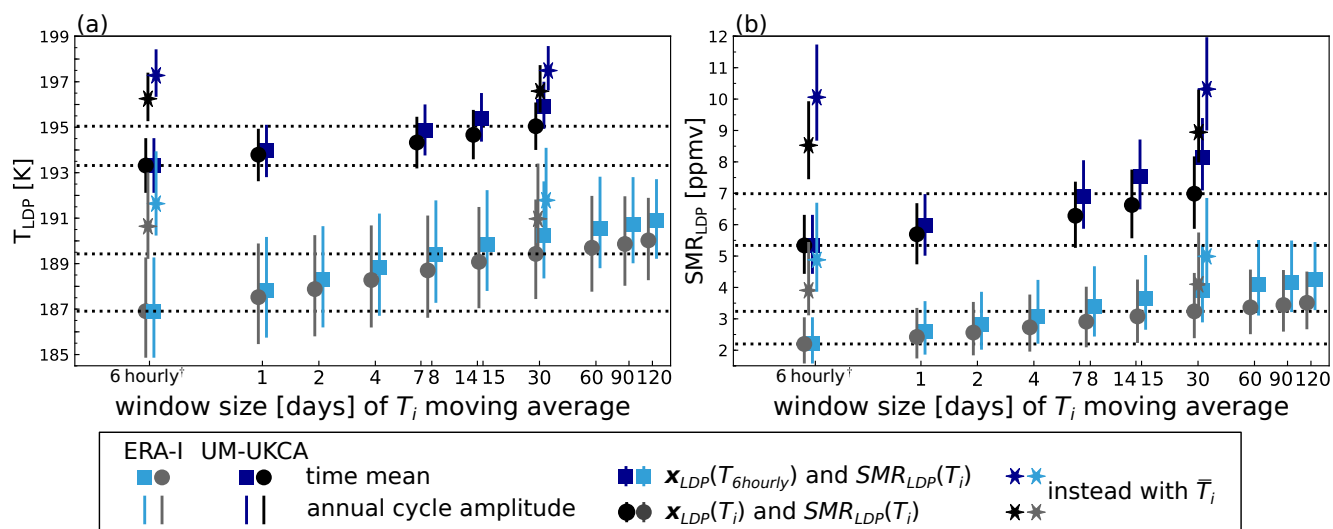 (a)
199
197
195
193
191
189
187
185
T_LDP [K]
6 hourly† 1 2 4 7 8 14 15 30 60 90 120
window size [days] of T_i moving average
(b)
12
11
10
9
8
7
6
5
4
3
2
SMR_LDP [ppmv]
6 hourly† 1 2 4 7 8 14 15 30 60 90 120
window size [days] of T_i moving average
ERA-I UM-UKCA
time mean
annual cycle amplitude
x_LDP(T_6hourly) and SMR_LDP(T_i)
x_LDP(T_i) and SMR_LDP(T_i)
instead with T̅_i